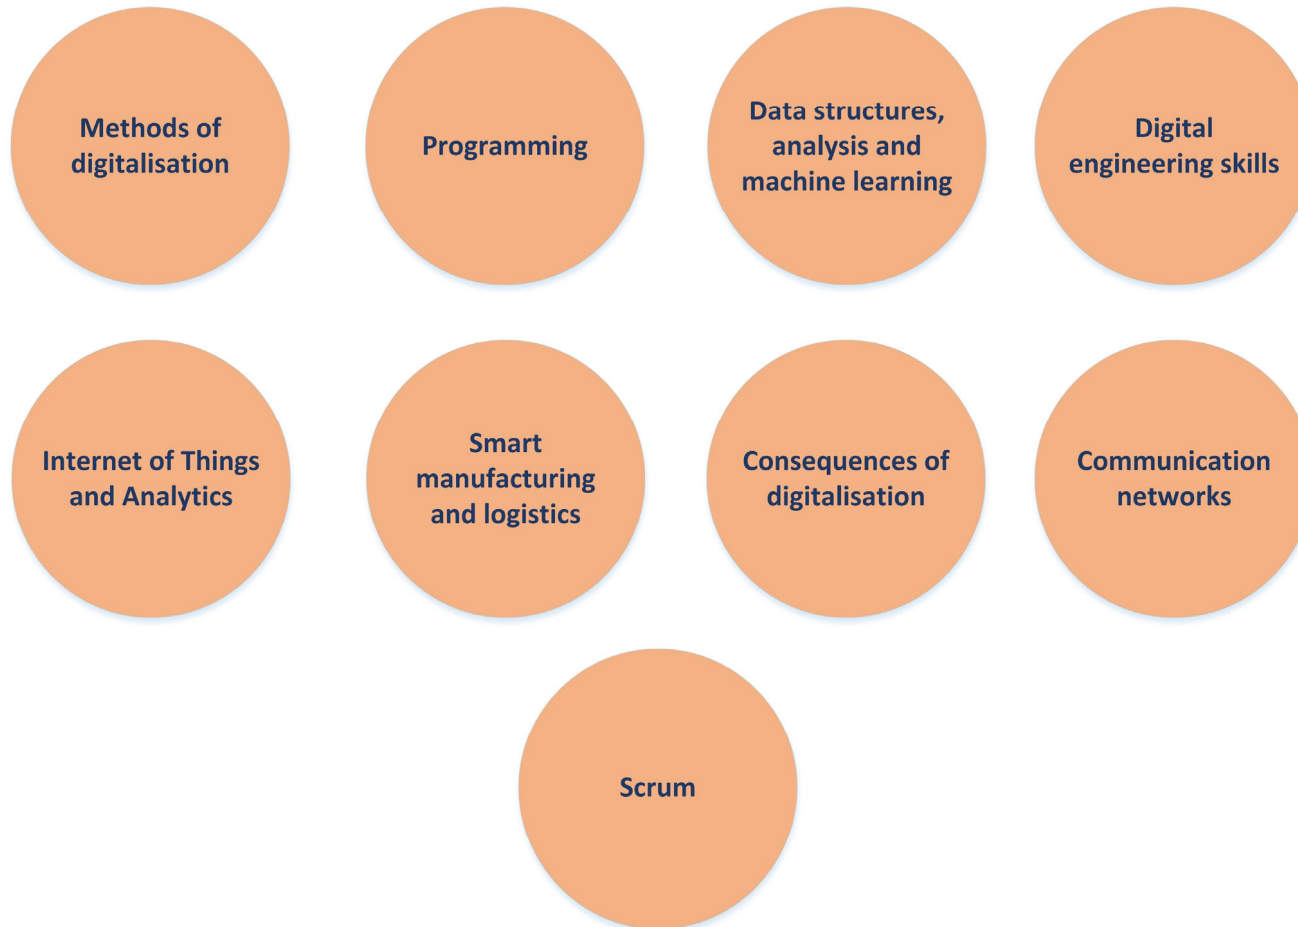 Methods of
digitalisation
Programming
Data structures,
analysis and
machine learning
Digital
engineering skills
Internet of Things
and Analytics
Smart
manufacturing
and logistics
Consequences of
digitalisation
Communication
networks
Scrum